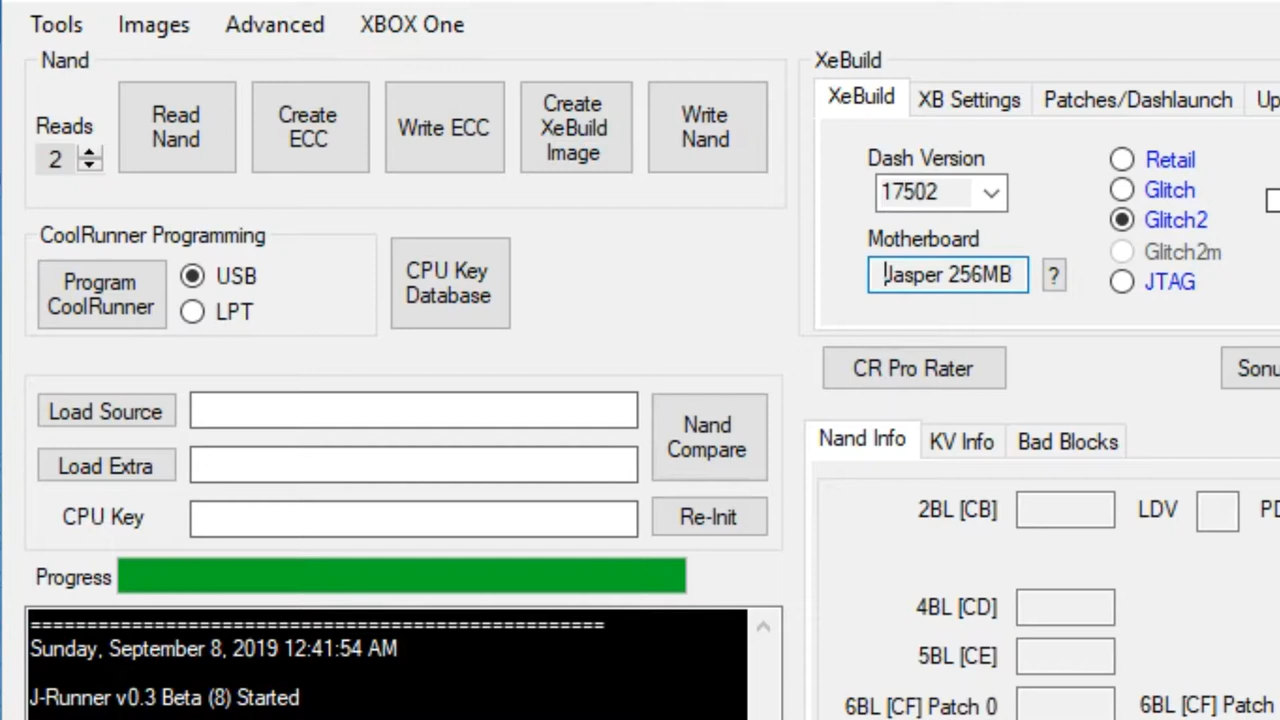 Tools Images Advanced XBOX One
Nand
Reads
2
Read
Nand
Create
ECC
Write ECC
Create
XeBuild
Image
Write
Nand
CoolRunner Programming
Program
CoolRunner
USB
LPT
CPU Key
Database
Load Source
Load Extra
CPU Key
Nand
Compare
Re-Init
Progress
==================================================
Sunday, September 8, 2019 12:41:54 AM
J-Runner v0.3 Beta (8) Started
XeBuild
XeBuild XB Settings Patches/Dashlaunch Up
Dash Version
17502
Motherboard
Jasper 256MB
?
Retail
Glitch
Glitch2
Glitch2m
JTAG
CR Pro Rater
Sonu
Nand Info KV Info Bad Blocks
2BL [CB] LDV PD
4BL [CD]
5BL [CE]
6BL [CF] Patch 0 6BL [CF] Patch